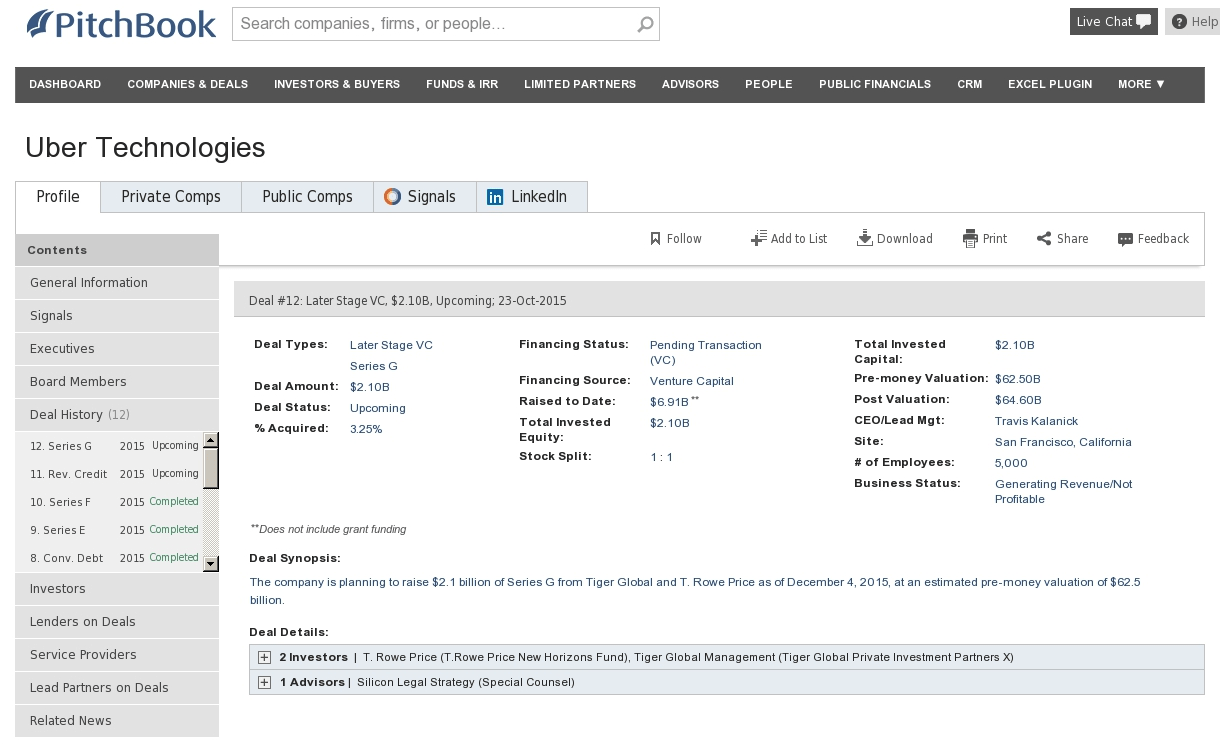 PitchBook
Search companies, firms, or people...
Live Chat
Help
DASHBOARD COMPANIES & DEALS INVESTORS & BUYERS FUNDS & IRR LIMITED PARTNERS ADVISORS PEOPLE PUBLIC FINANCIALS CRM EXCEL PLUGIN MORE ▼
Uber Technologies
Profile Private Comps Public Comps Signals in LinkedIn
Follow Add to List Download Print Share Feedback
Contents
General Information
Signals
Executives
Board Members
Deal History (12)
12. Series G 2015 Upcoming
11. Rev. Credit 2015 Upcoming
10. Series F 2015 Completed
9. Series E 2015 Completed
8. Conv. Debt 2015 Completed
Investors
Lenders on Deals
Service Providers
Lead Partners on Deals
Related News
Deal #12: Later Stage VC, $2.10B, Upcoming; 23-Oct-2015
Deal Types: Later Stage VC
Series G
Deal Amount: $2.10B
Deal Status: Upcoming
% Acquired: 3.25%
Financing Status: Pending Transaction
(VC)
Financing Source: Venture Capital
Raised to Date: $6.91B **
Total Invested $2.10B
Equity:
Stock Split: 1 : 1
Total Invested $2.10B
Capital:
Pre-money Valuation: $62.50B
Post Valuation: $64.60B
CEO/Lead Mgt: Travis Kalanick
Site: San Francisco, California
# of Employees: 5,000
Business Status: Generating Revenue/Not
Profitable
**Does not include grant funding
Deal Synopsis:
The company is planning to raise $2.1 billion of Series G from Tiger Global and T. Rowe Price as of December 4, 2015, at an estimated pre-money valuation of $62.5
billion.
Deal Details:
2 Investors | T. Rowe Price (T.Rowe Price New Horizons Fund), Tiger Global Management (Tiger Global Private Investment Partners X)
1 Advisors | Silicon Legal Strategy (Special Counsel)